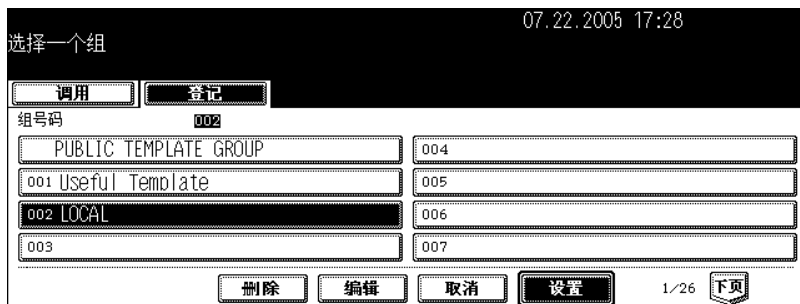 07.22.2005 17:28
选择一个组
调用 登记
组号码 002
PUBLIC TEMPLATE GROUP 004
001 Useful Template 005
002 LOCAL 006
003 007
删除 编辑 取消 设置 1/26 下页